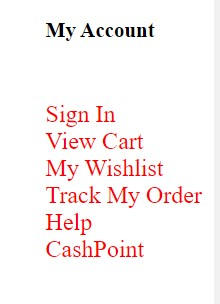 My Account
Sign In
View Cart
My Wishlist
Track My Order
Help
CashPoint